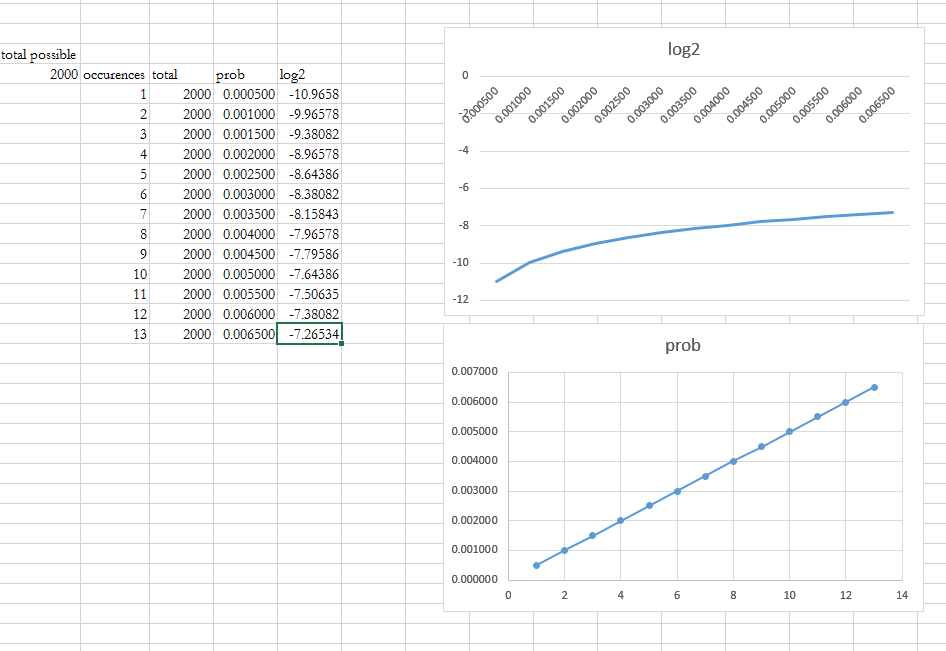 total possible
2000 occurences total prob log2
1 2000 0.000500 -10.9658
2 2000 0.001000 -9.96578
3 2000 0.001500 -9.38082
4 2000 0.002000 -8.96578
5 2000 0.002500 -8.64386
6 2000 0.003000 -8.38082
7 2000 0.003500 -8.15843
8 2000 0.004000 -7.96578
9 2000 0.004500 -7.79586
10 2000 0.005000 -7.64386
11 2000 0.005500 -7.50635
12 2000 0.006000 -7.38082
13 2000 0.006500 -7.26534
log2
0
-2
-4
-6
-8
-10
-12
0.000500 0.001000 0.001500 0.002000 0.002500 0.003000 0.003500 0.004000 0.004500 0.005000 0.005500 0.006000 0.006500
prob
0.007000
0.006000
0.005000
0.004000
0.003000
0.002000
0.001000
0.000000
0 2 4 6 8 10 12 14